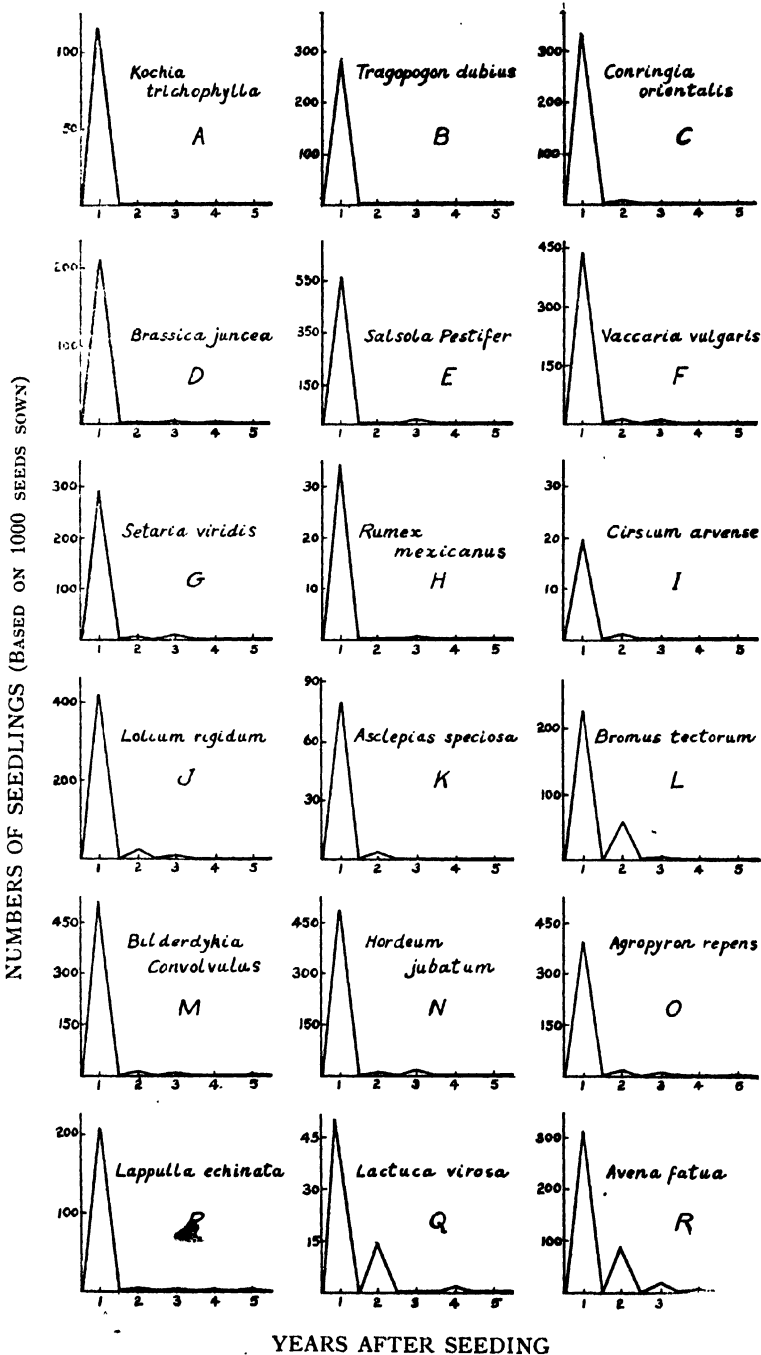 NUMBERS OF SEEDLINGS (BASED ON 1000 SEEDS SOWN)
100
50
Kochia
trichophylla
A
1 2 3 4 5
300
200
100
Tragopogon dubius
B
1 2 3 4 5
300
200
100
Conringia
orientalis
C
1 2 3 4 5
200
100
Brassica juncea
D
1 2 3 4 5
550
350
150
Salsola Pestifer
E
1 2 3 4 5
450
300
150
Vaccaria vulgaris
F
1 2 3 4 5
300
200
100
Setaria viridis
G
1 2 3 4 5
30
20
10
Rumex
mexicanus
H
1 2 3 4 5
30
20
10
Cirsium arvense
I
1 2 3 4 5
400
200
Lolium rigidum
J
1 2 3 4 5
90
60
30
Asclepias speciosa
K
1 2 3 4 5
200
100
Bromus tectorum
L
1 2 3 4 5
450
300
150
Bilderdykia
Convolvulus
M
1 2 3 4 5
450
300
150
Hordeum
jubatum
N
1 2 3 4 5
450
300
150
Agropyron repens
O
1 2 3 4 5
200
100
Lappulla echinata
P
1 2 3 4 5
45
30
15
Lactuca virosa
Q
1 2 3 4 5
300
200
100
Avena fatua
R
1 2 3
YEARS AFTER SEEDING